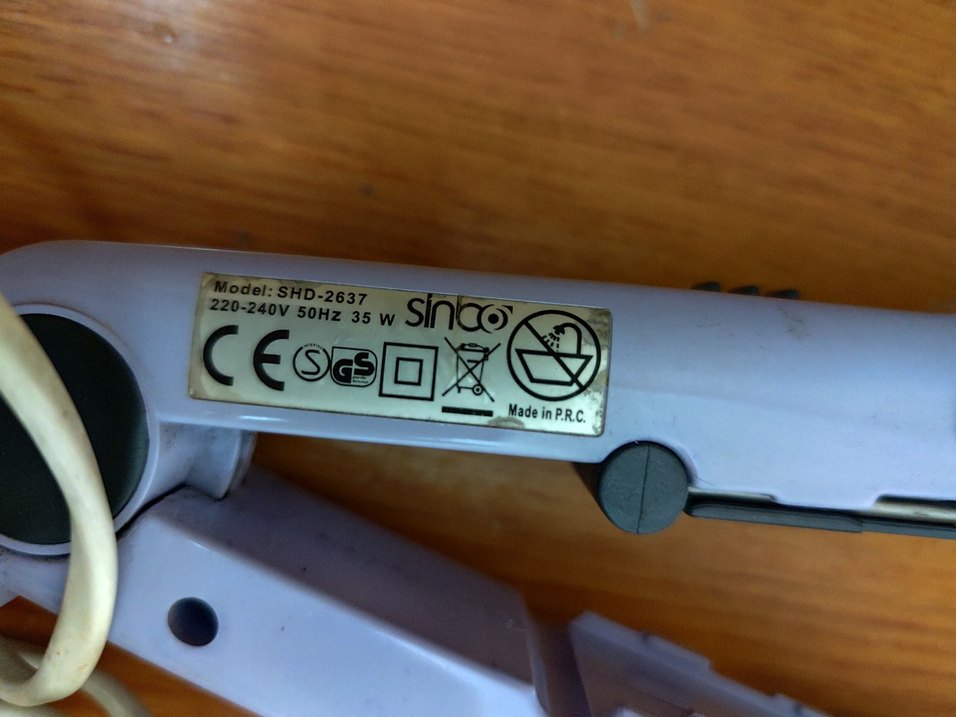 Model: SHD-2637
220-240V 50Hz 35 W
sinbo
CE
S
GS
Made in P.R.C.